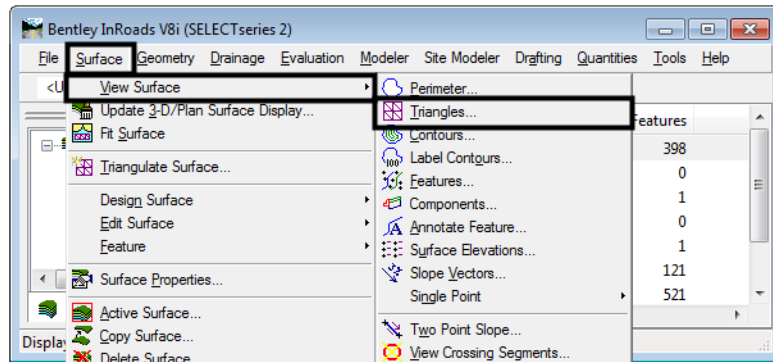 Bentley InRoads V8i (SELECTseries 2)
File Surface Geometry Drainage Evaluation Modeler Site Modeler Drafting Quantities Tools Help
<U
View Surface
Update 3-D/Plan Surface Display...
Fit Surface
Triangulate Surface...
Design Surface
Edit Surface
Feature
Surface Properties...
Active Surface...
Copy Surface...
Delete Surface
Perimeter...
Triangles...
Contours...
Label Contours...
Features...
Components...
Annotate Feature...
Surface Elevations...
Slope Vectors...
Single Point
Two Point Slope...
View Crossing Segments...
Features
398
0
1
0
1
121
521
Display